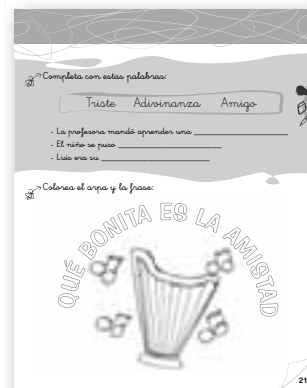 Completa con estas palabras:
Triste Adivinanza Amigo
- La profesora mandó aprender una
- El niño se puso
- Luis era su
Colorea el arpa y la frase:
QUÉ BONITA ES LA AMISTAD
21